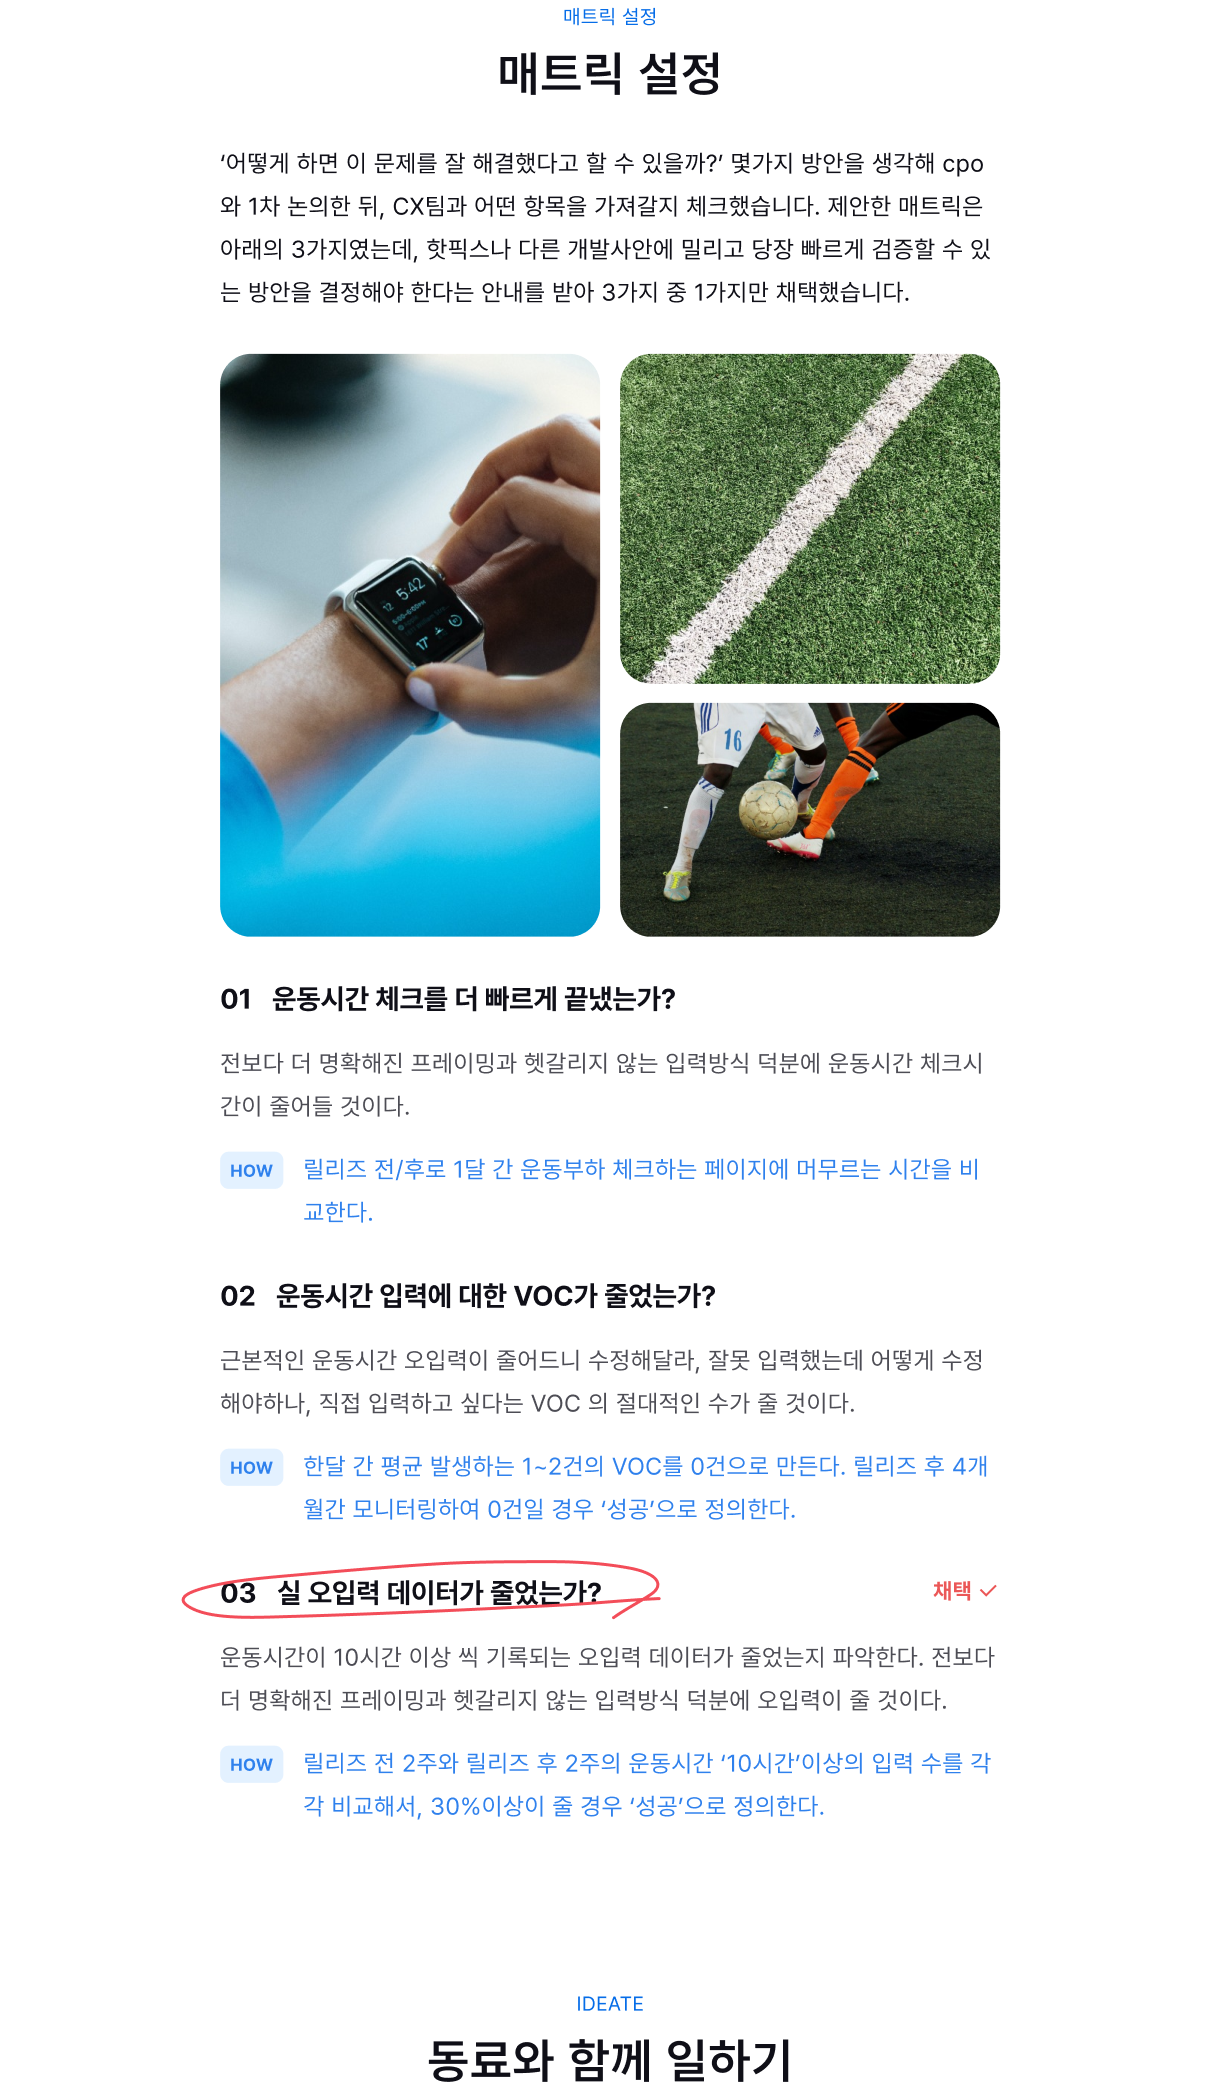 매트릭 설정
매트릭 설정
‘어떻게 하면 이 문제를 잘 해결했다고 할 수 있을까?’ 몇가지 방안을 생각해 cpo
와 1차 논의한 뒤, CX팀과 어떤 항목을 가져갈지 체크했습니다. 제안한 매트릭은
아래의 3가지였는데, 핫픽스나 다른 개발사안에 밀리고 당장 빠르게 검증할 수 있
는 방안을 결정해야 한다는 안내를 받아 3가지 중 1가지만 채택했습니다.
12 5:42
5:00–6:00PM
17°
16
01 운동시간 체크를 더 빠르게 끝냈는가?
전보다 더 명확해진 프레이밍과 헷갈리지 않는 입력방식 덕분에 운동시간 체크시
간이 줄어들 것이다.
HOW 릴리즈 전/후로 1달 간 운동부하 체크하는 페이지에 머무르는 시간을 비
교한다.
02 운동시간 입력에 대한 VOC가 줄었는가?
근본적인 운동시간 오입력이 줄어드니 수정해달라, 잘못 입력했는데 어떻게 수정
해야하나, 직접 입력하고 싶다는 VOC 의 절대적인 수가 줄 것이다.
HOW 한달 간 평균 발생하는 1~2건의 VOC를 0건으로 만든다. 릴리즈 후 4개
월간 모니터링하여 0건일 경우 ‘성공’으로 정의한다.
03 실 오입력 데이터가 줄었는가? 채택
운동시간이 10시간 이상 씩 기록되는 오입력 데이터가 줄었는지 파악한다. 전보다
더 명확해진 프레이밍과 헷갈리지 않는 입력방식 덕분에 오입력이 줄 것이다.
HOW 릴리즈 전 2주와 릴리즈 후 2주의 운동시간 ‘10시간’이상의 입력 수를 각
각 비교해서, 30%이상이 줄 경우 ‘성공’으로 정의한다.
IDEATE
동료와 함께 일하기